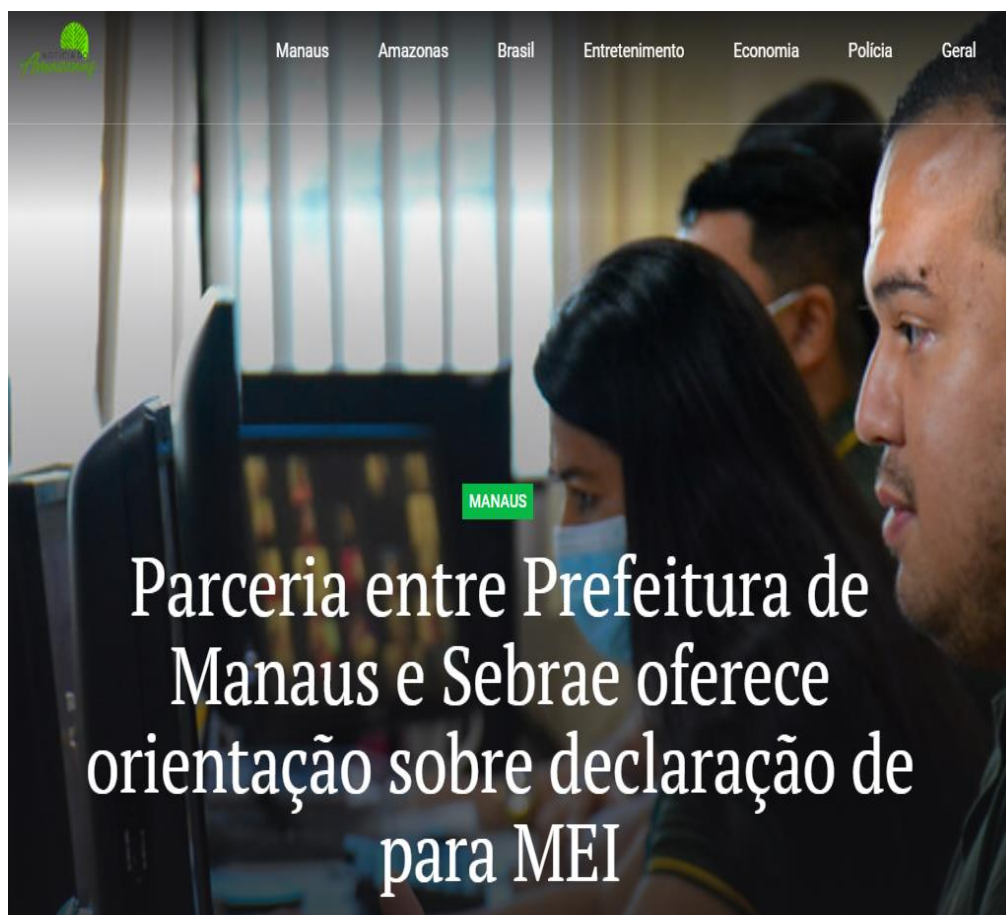 Manaus Amazonas Brasil Entretenimento Economia Polícia Geral
MANAUS
Parceria entre Prefeitura de
Manaus e Sebrae oferece
orientação sobre declaração de
para MEI